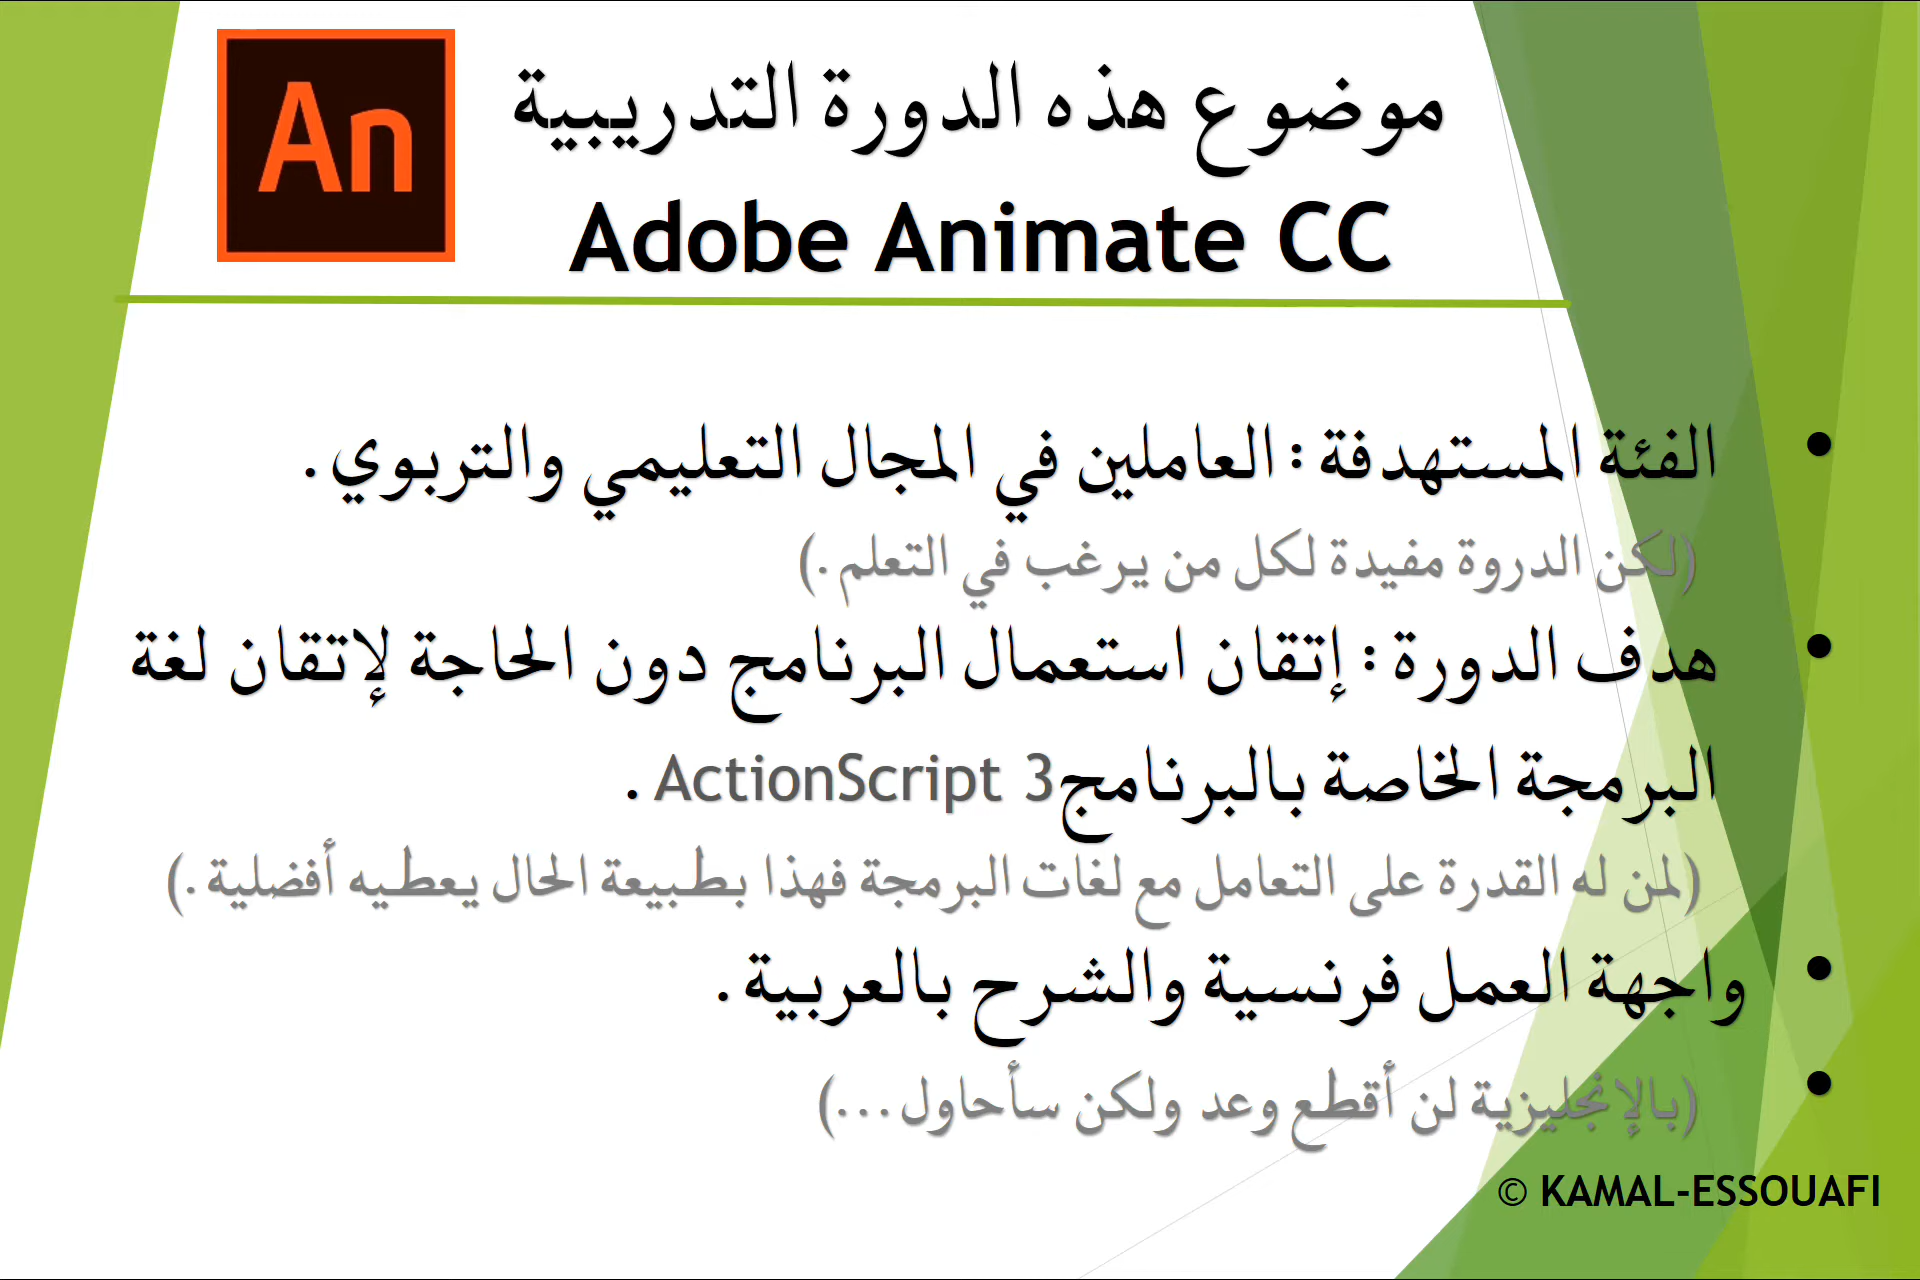 An
موضوع هذه الدورة التدريبية
Adobe Animate CC
• الفئة المستهدفة : العاملين في المجال التعليمي والتربوي .
(لكن الدروة مفيدة لكل من يرغب في التعلم .)
• هدف الدورة : إتقان استعمال البرنامج دون الحاجة لإتقان لغة
البرمجة الخاصة بالبرنامج ActionScript 3 .
(لمن له القدرة على التعامل مع لغات البرمجة فهذا بطبيعة الحال يعطيه أفضلية .)
• واجهة العمل فرنسية والشرح بالعربية .
• (بالإنجليزية لن أقطع وعد ولكن سأحاول ...)
© KAMAL-ESSOUAFI